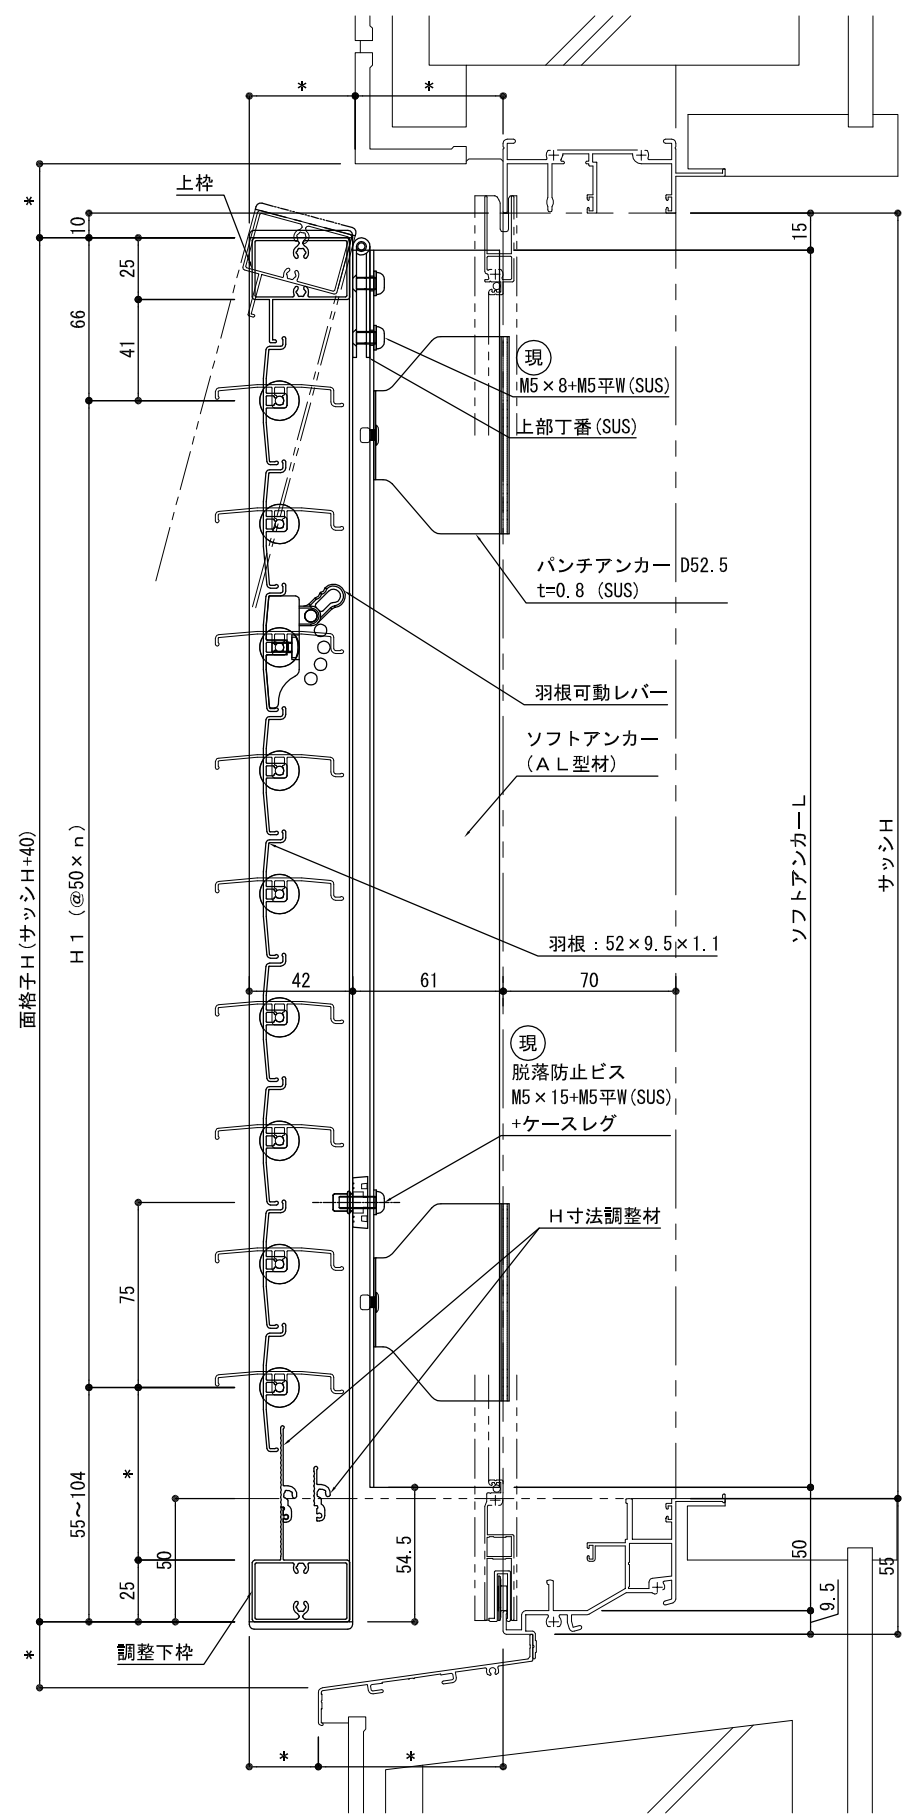 *
*
上枠
*
10
15
25
66
41
現
M5×8+M5平W(SUS)
上部丁番(SUS)
パンチアンカー D52.5
t=0.8 (SUS)
羽根可動レバー
ソフトアンカー
(AL型材)
面格子H(サッシH+40)
H1 (@50×n)
ソフトアンカーL
サッシH
羽根:52×9.5×1.1
42
61
70
現
脱落防止ビス
M5×15+M5平W(SUS)
+ケースレグ
H寸法調整材
75
*
55~104
50
54.5
25
50
55
9.5
*
調整下枠
*
*